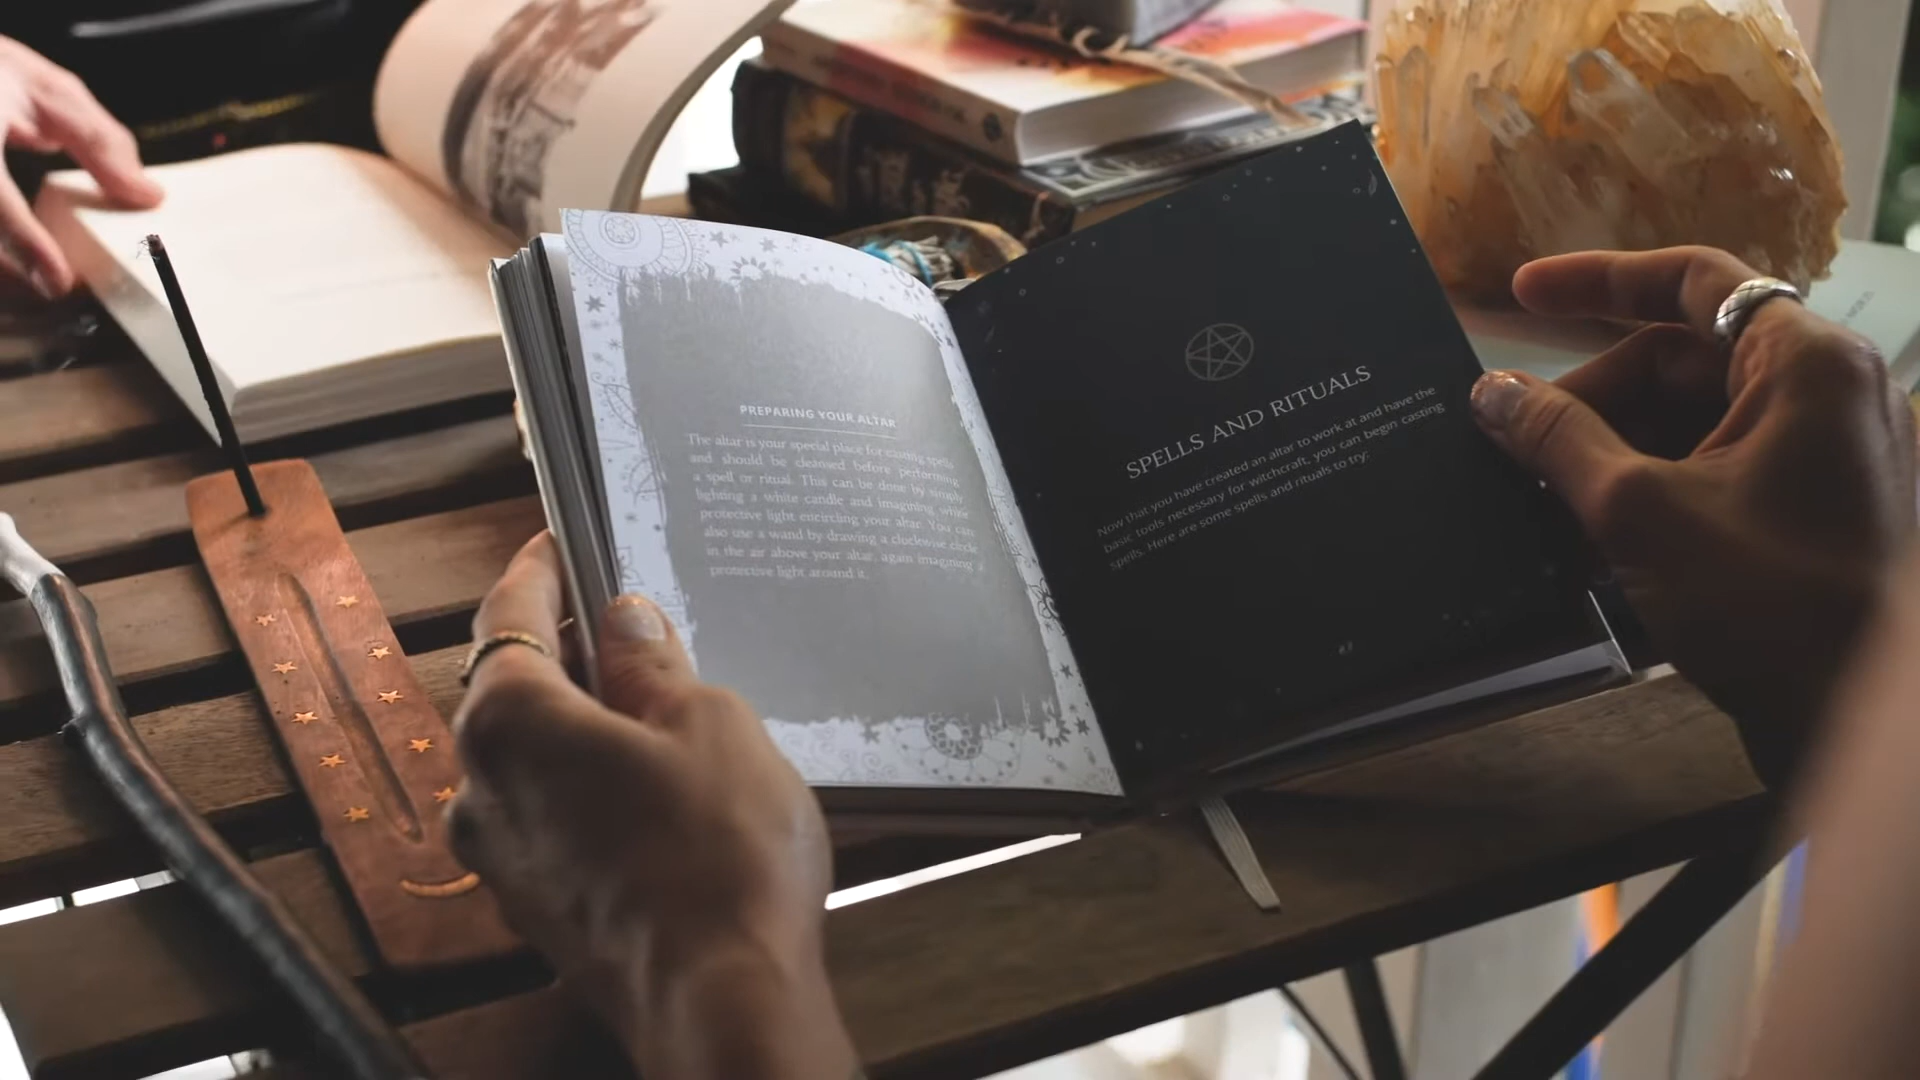 PREPARING YOUR ALTAR
The altar is your special place for casting spells
and should be cleansed before performing
a spell or ritual. This can be done by simply
lighting a white candle and imagining white
protective light encircling your altar. You can
also use a wand by drawing a clockwise circle
in the air above your altar, again imagining a
protective light around it.
SPELLS AND RITUALS
Now that you have created an altar to work at and have the
basic tools necessary for witchcraft, you can begin casting
spells. Here are some spells and rituals to try: